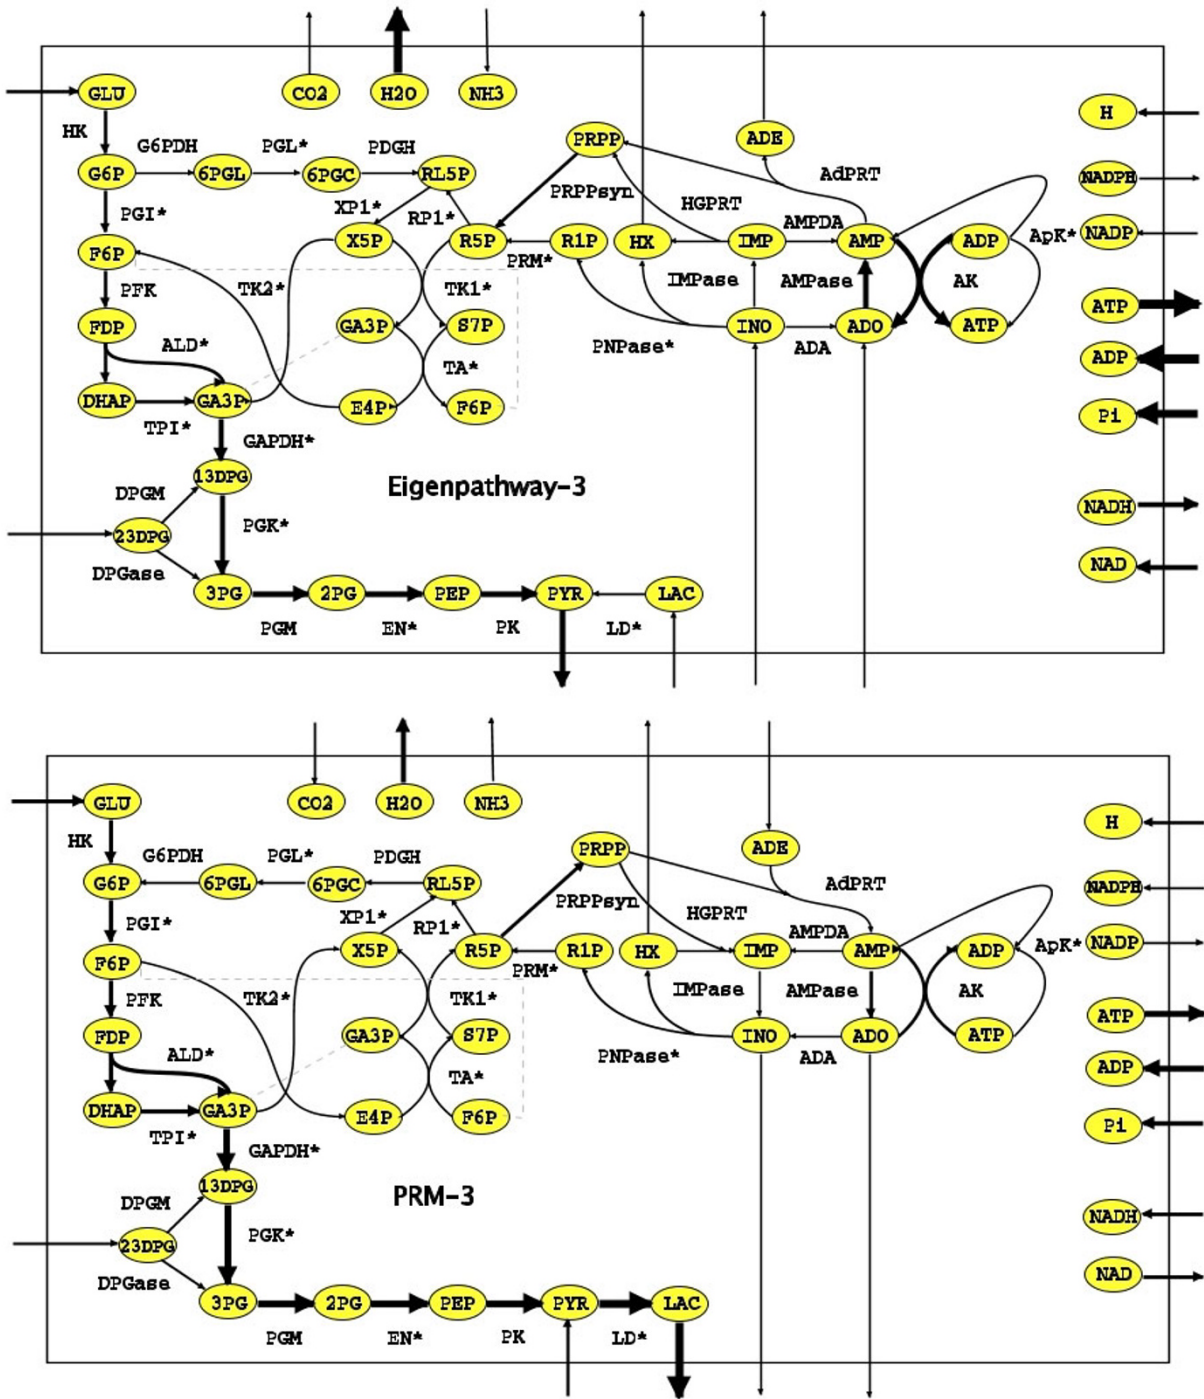 CO2 H2O NH3
GLU
HK
G6PDH PGL* PDGH
G6P 6PGL 6PGC RL5P
PRPP ADE
PRPPsyn HGPRT AdPRT
H
NADPH
PGI* XP1* RP1* AMPDA
F6P X5P R5P R1P HX IMP AMP ADP ApK* NADP
PRM*
PFK TK2* TK1* IMPase AMPase AK
ATP
FDP GA3P S7P INO ADO ATP
ALD* TA* PNPase* ADA
ADP
DHAP GA3P E4P F6P
Pi
TPI* GAPDH*
13DPG
Eigenpathway-3
DPGM
PGK*
NADH
23DPG
DPGase
NAD
3PG 2PG PEP PYR LAC
PGM EN* PK LD*
CO2 H2O NH3
GLU
HK
G6PDH PGL* PDGH
G6P 6PGL 6PGC RL5P
PRPP ADE
PRPPsyn HGPRT AdPRT
H
NADPH
PGI* XP1* RP1* AMPDA
F6P X5P R5P R1P HX IMP AMP ADP ApK* NADP
PRM*
PFK TK2* TK1* IMPase AMPase AK
ATP
FDP GA3P S7P INO ADO ATP
ALD* TA* PNPase* ADA
ADP
DHAP GA3P E4P F6P
Pi
TPI* GAPDH*
13DPG
PRM-3
DPGM
PGK*
NADH
23DPG
DPGase
NAD
3PG 2PG PEP PYR LAC
PGM EN* PK LD*